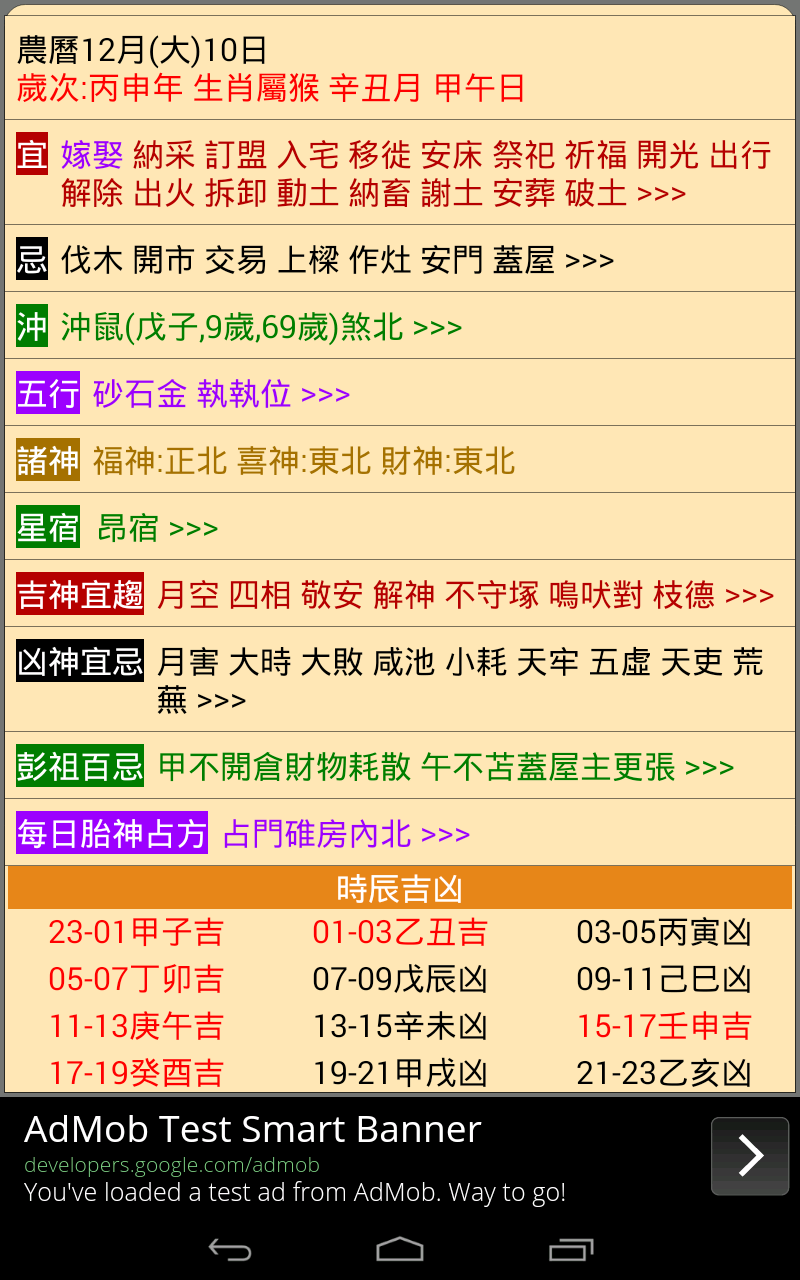 農曆12月(大)10日
歲次:丙申年 生肖屬猴 辛丑月 甲午日
宜 嫁娶 納采 訂盟 入宅 移徙 安床 祭祀 祈福 開光 出行
解除 出火 拆卸 動土 納畜 謝土 安葬 破土 >>>
忌 伐木 開市 交易 上樑 作灶 安門 蓋屋 >>>
沖 沖鼠(戊子,9歲,69歲)煞北 >>>
五行 砂石金 執執位 >>>
諸神 福神:正北 喜神:東北 財神:東北
星宿 昂宿 >>>
吉神宜趨 月空 四相 敬安 解神 不守塚 鳴吠對 枝德 >>>
凶神宜忌 月害 大時 大敗 咸池 小耗 天牢 五虛 天吏 荒
蕪 >>>
彭祖百忌 甲不開倉財物耗散 午不苫蓋屋主更張 >>>
每日胎神占方 占門碓房內北 >>>
時辰吉凶
23-01甲子吉 01-03乙丑吉 03-05丙寅凶
05-07丁卯吉 07-09戊辰凶 09-11己巳凶
11-13庚午吉 13-15辛未凶 15-17壬申吉
17-19癸酉吉 19-21甲戌凶 21-23乙亥凶
AdMob Test Smart Banner
developers.google.com/admob
You've loaded a test ad from AdMob. Way to go!